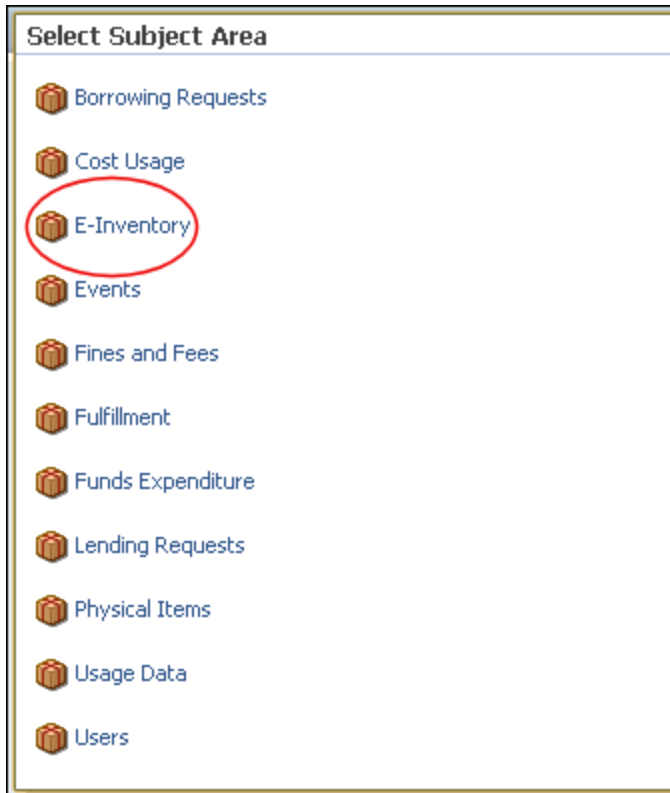 Select Subject Area
Borrowing Requests
Cost Usage
E-Inventory
Events
Fines and Fees
Fulfillment
Funds Expenditure
Lending Requests
Physical Items
Usage Data
Users